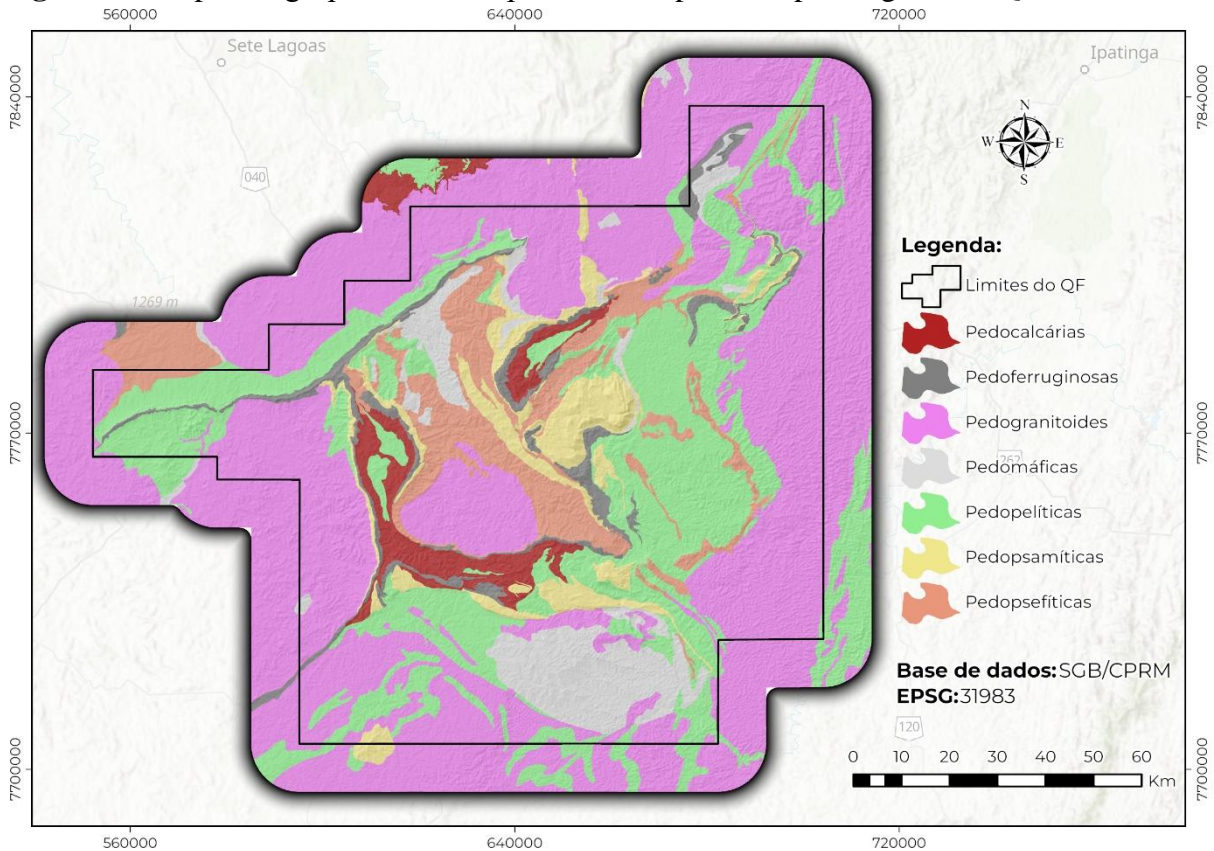 560000 640000 720000
Sete Lagoas
Ipatinga
7840000 7840000
N
W E
S
040
Legenda:
Limites do QF
1269 m
Pedocalcárias
Pedoferruginosas
7770000 7770000
Pedogranitoides
Pedomáficas
262
Pedopelíticas
Pedopsamíticas
Pedopsefíticas
Base de dados:SGB/CPRM
EPSG:31983
120
0 10 20 30 40 50 60
Km
7700000 7700000
560000 640000 720000